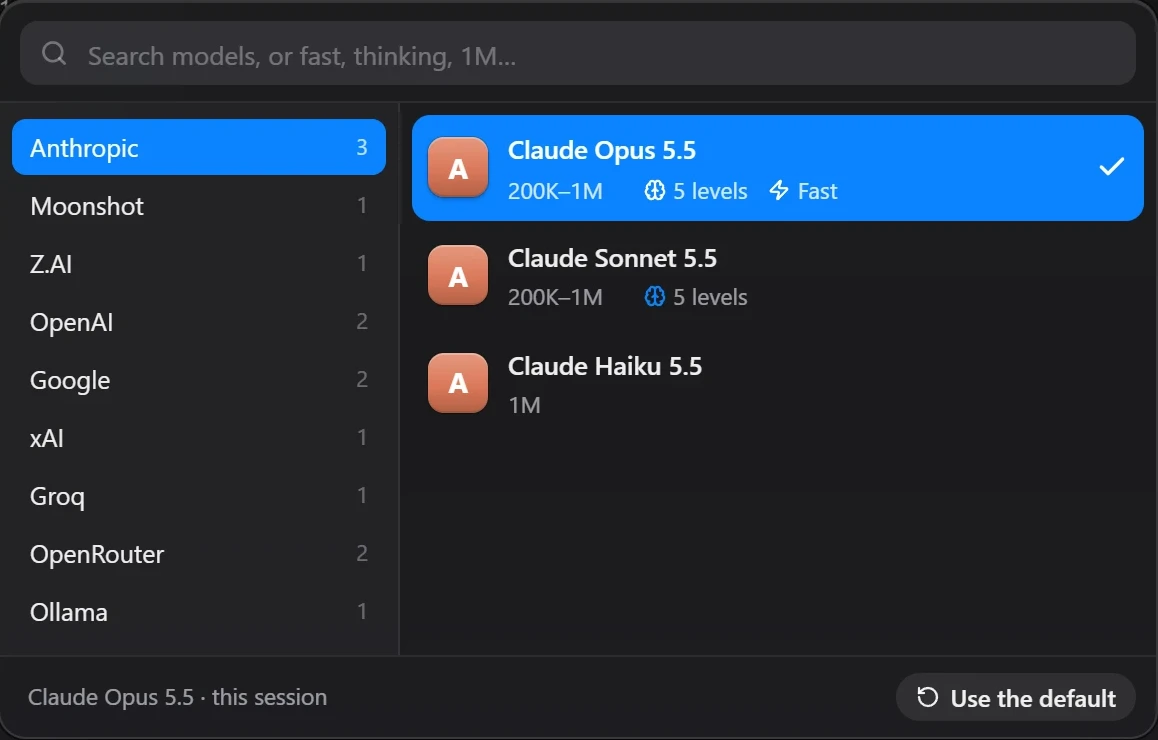 Search models, or fast, thinking, 1M...
Anthropic 3
Moonshot 1
Z.AI 1
OpenAI 2
Google 2
xAI 1
Groq 1
OpenRouter 2
Ollama 1
A
Claude Opus 5.5
200K–1M 5 levels Fast
A
Claude Sonnet 5.5
200K–1M 5 levels
A
Claude Haiku 5.5
1M
Claude Opus 5.5 · this session
Use the default